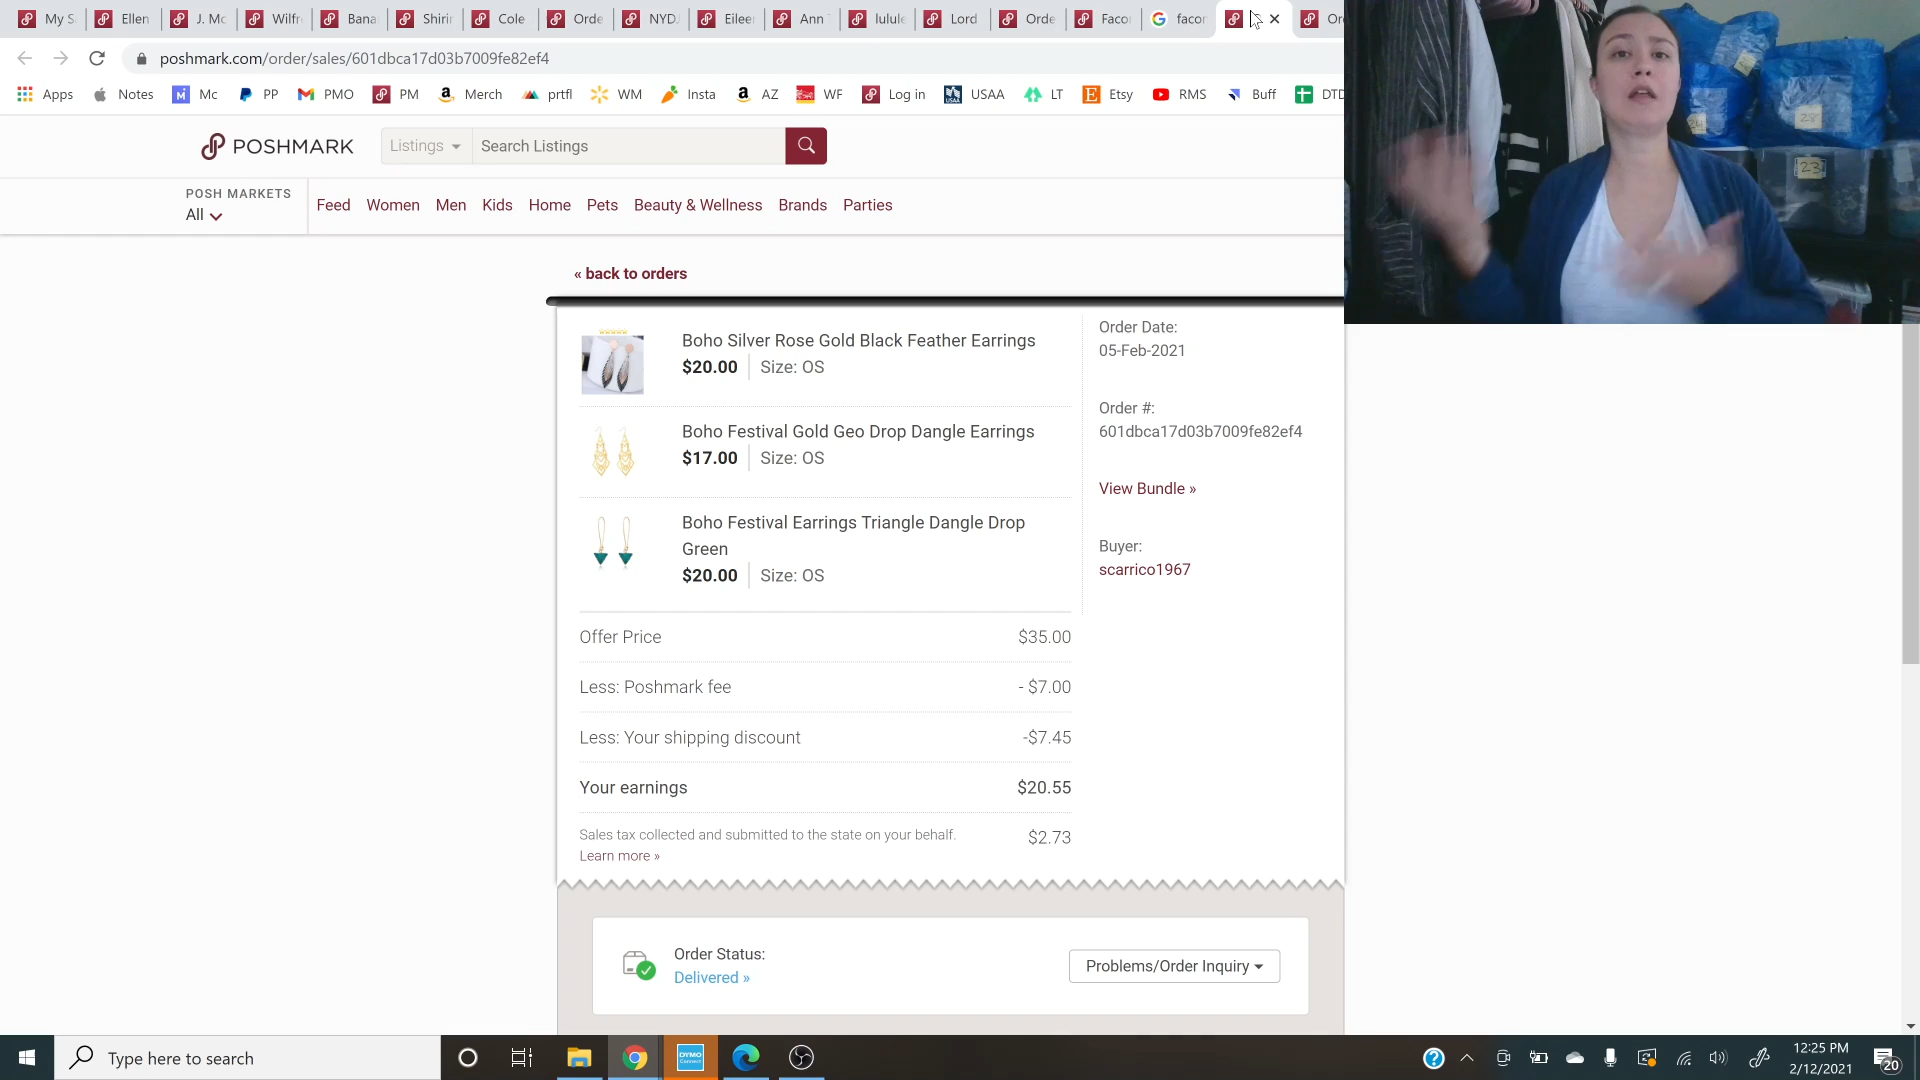 My S
Ellen
J. Mc
Wilfr
Bana
Shirin
Cole
Orde
NYDJ
Eilee
Ann
lulule
Lord
Orde
Facor
facor
Or
poshmark.com/order/sales/601dbca17d03b7009fe82ef4
Apps Notes Mc PP PMO PM Merch prtfl WM Insta AZ WF Log in USAA LT Etsy RMS Buff DTD
POSHMARK
Listings
Search Listings
POSH MARKETS
All
Feed Women Men Kids Home Pets Beauty & Wellness Brands Parties
« back to orders
Boho Silver Rose Gold Black Feather Earrings
$20.00 Size: OS
Boho Festival Gold Geo Drop Dangle Earrings
$17.00 Size: OS
Boho Festival Earrings Triangle Dangle Drop
Green
$20.00 Size: OS
Order Date:
05-Feb-2021
Order #:
601dbca17d03b7009fe82ef4
View Bundle »
Buyer:
scarrico1967
Offer Price $35.00
Less: Poshmark fee - $7.00
Less: Your shipping discount -$7.45
Your earnings $20.55
Sales tax collected and submitted to the state on your behalf. $2.73
Learn more »
Order Status:
Delivered »
Problems/Order Inquiry
23
Type here to search
DYMO
Connect
12:25 PM
2/12/2021
20